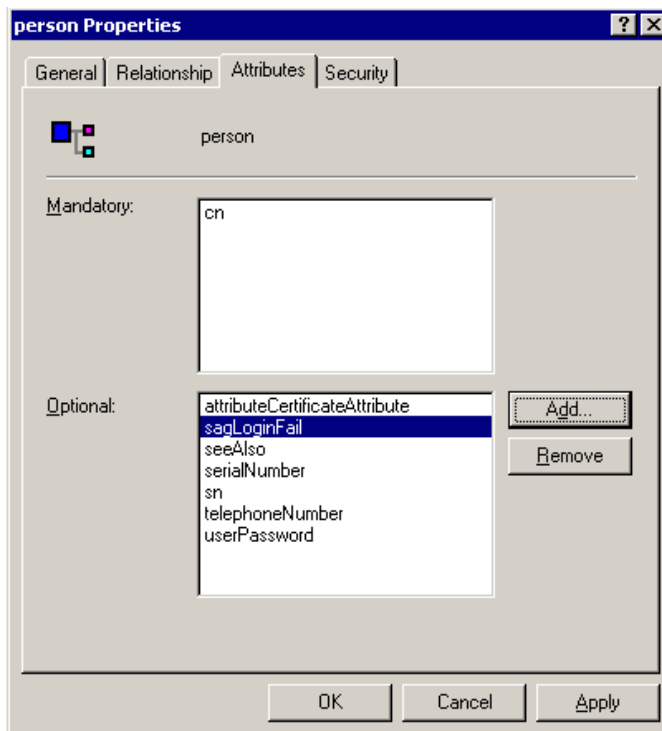 person Properties
General Relationship Attributes Security
person
Mandatory:
cn
Optional:
attributeCertificateAttribute
sagLoginFail
seeAlso
serialNumber
sn
telephoneNumber
userPassword
Add...
Remove
OK Cancel Apply